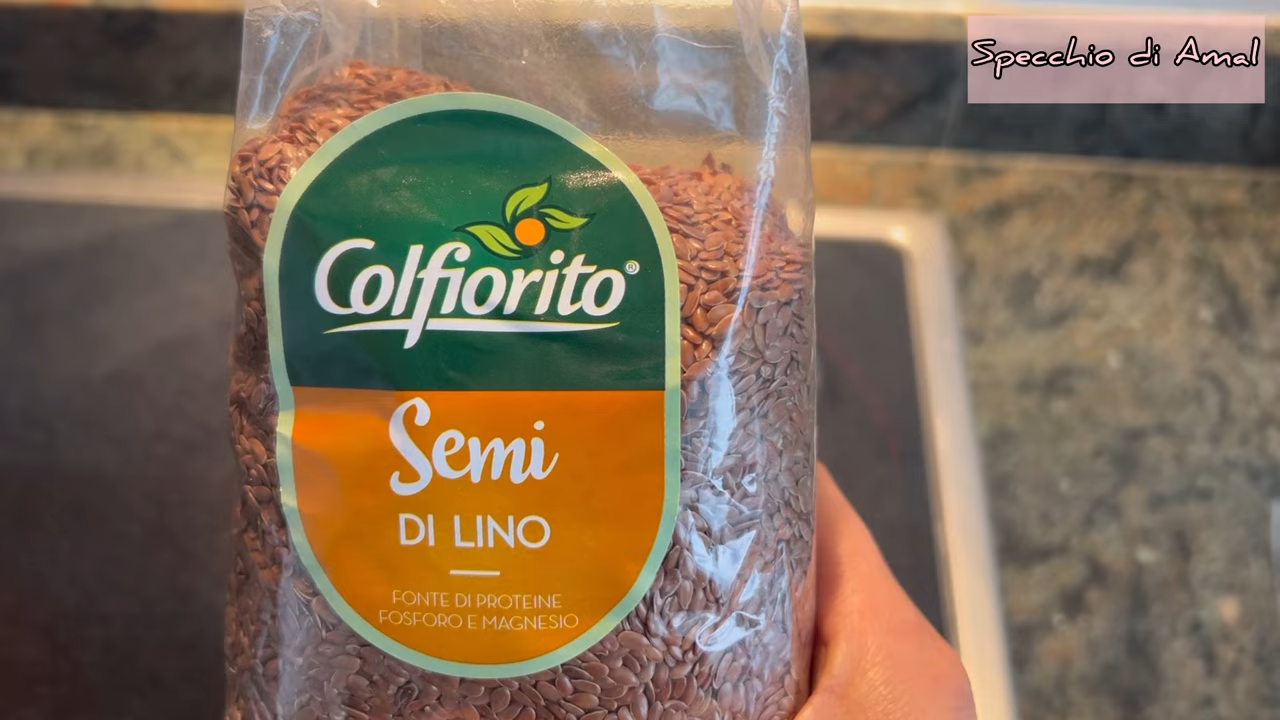 Specchio di Amal
Colfiorito®
Semi
DI LINO
FONTE DI PROTEINE
FOSFORO E MAGNESIO